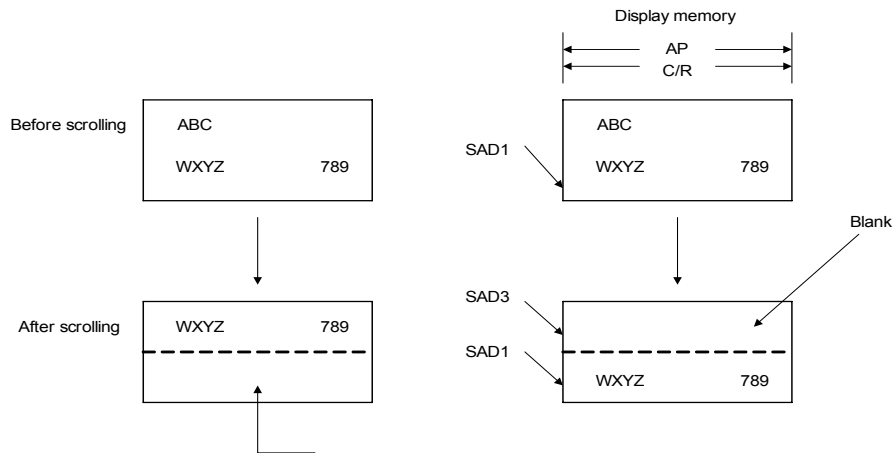 Display memory
AP
C/R
Before scrolling
ABC
WXYZ 789
SAD1
ABC
WXYZ 789
Blank
After scrolling
WXYZ 789
SAD3
SAD1
WXYZ 789